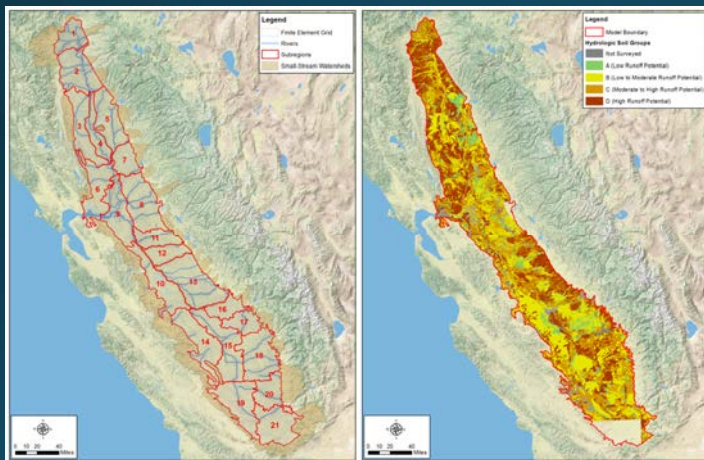 Legend
Finite Element Grid
Rivers
Subregions
Small-Stream Watersheds
1
2
3
5
4
7
6
8
9
11
12
10
13
16
17
14
15
18
20
19
21
0 10 20 40
Miles
Legend
Model Boundary
Hydrologic Soil Groups
Not Surveyed
A (Low Runoff Potential)
B (Low to Moderate Runoff Potential)
C (Moderate to High Runoff Potential)
D (High Runoff Potential)
0 10 20 40
Miles